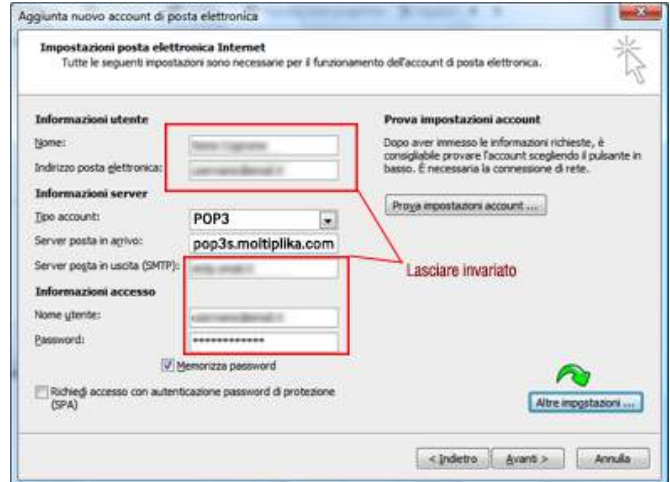 Aggiunta nuovo account di posta elettronica
Impostazioni posta elettronica Internet
Tutte le seguenti impostazioni sono necessarie per il funzionamento dell'account di posta elettronica.
Informazioni utente
Nome:
Indirizzo posta elettronica:
Informazioni server
Tipo account:
POP3
Server posta in arrivo:
pop3s.moltiplika.com
Server posta in uscita (SMTP):
Informazioni accesso
Nome utente:
Password:
************
Memorizza password
Richiedi accesso con autenticazione password di protezione
(SPA)
Prova impostazioni account
Dopo aver immesso le informazioni richieste, è
consigliabile provare l'account scegliendo il pulsante in
basso. È necessaria la connessione di rete.
Prova impostazioni account ...
Lasciare invariato
Altre impostazioni ...
< Indietro
Avanti >
Annulla